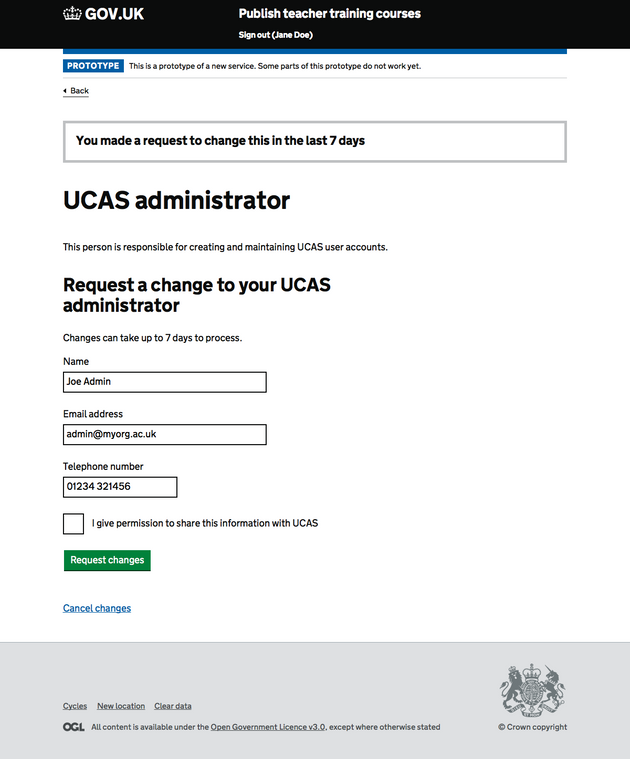 GOV.UK
Publish teacher training courses
Sign out (Jane Doe)
PROTOTYPE This is a prototype of a new service. Some parts of this prototype do not work yet.
Back
You made a request to change this in the last 7 days
UCAS administrator
This person is responsible for creating and maintaining UCAS user accounts.
Request a change to your UCAS
administrator
Changes can take up to 7 days to process.
Name
Joe Admin
Email address
admin@myorg.ac.uk
Telephone number
01234 321456
I give permission to share this information with UCAS
Request changes
Cancel changes
Cycles New location Clear data
OGL All content is available under the Open Government Licence v3.0, except where otherwise stated
© Crown copyright